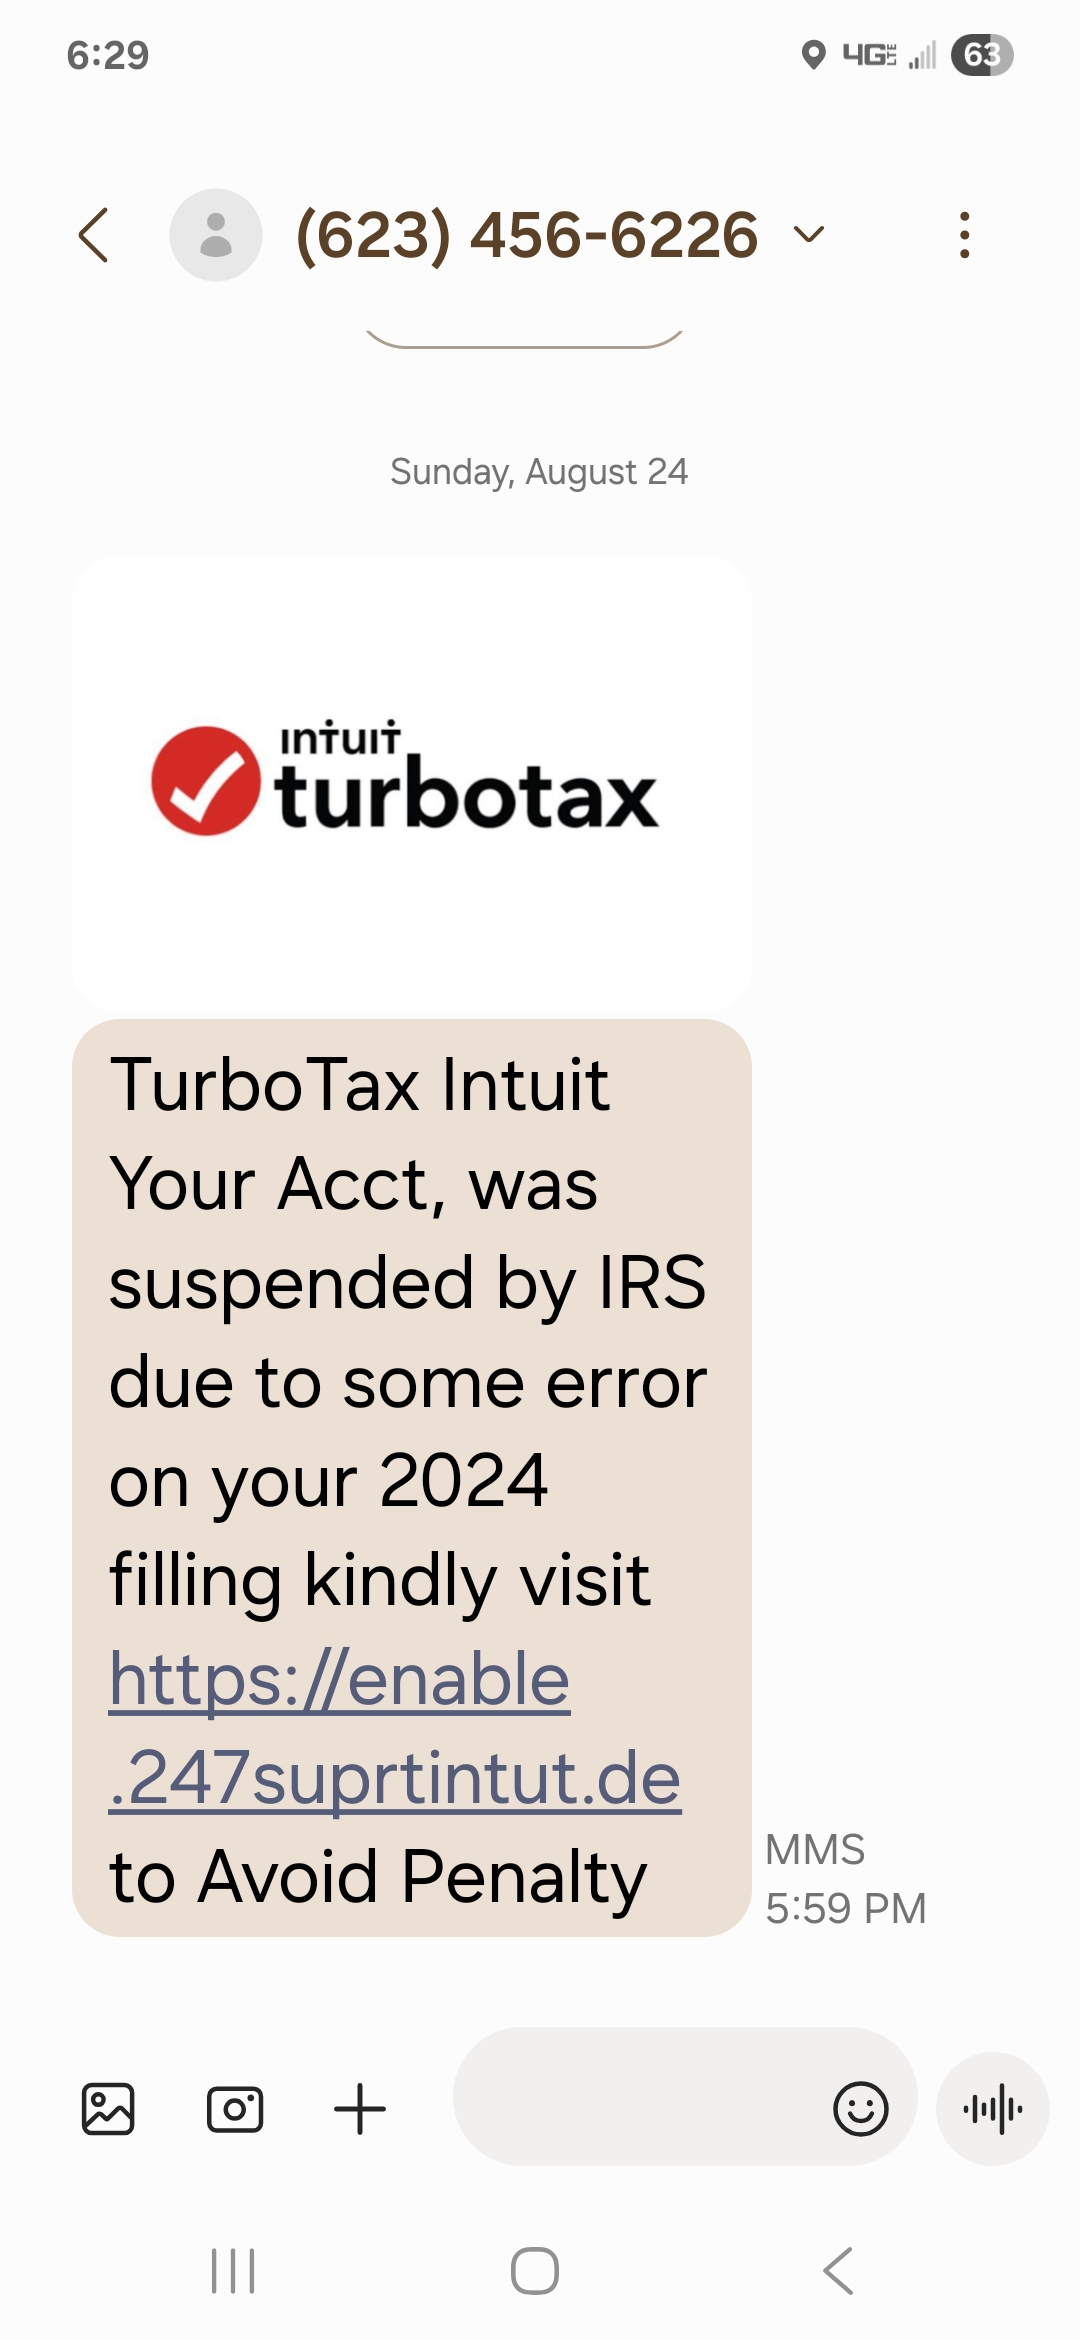 6:29
4G LTE
63
(623) 456-6226
Sunday, August 24
intuit
turbotax
TurboTax Intuit
Your Acct, was
suspended by IRS
due to some error
on your 2024
filling kindly visit
https://enable
.247suprtintut.de
to Avoid Penalty
MMS
5:59 PM